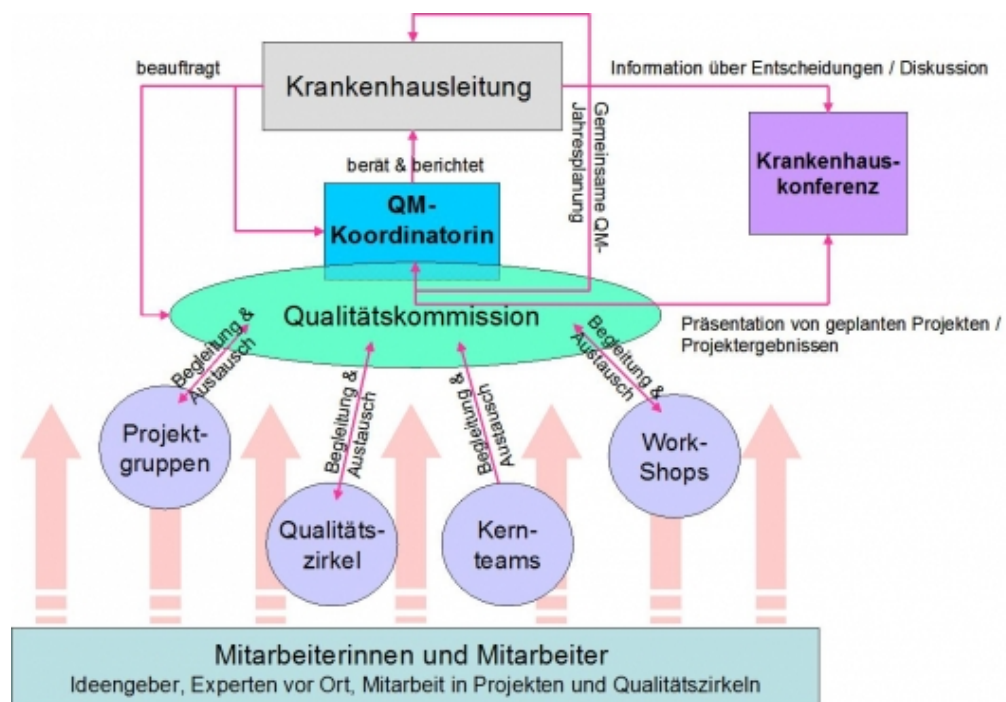 beauftragt
Krankenhausleitung
Information über Entscheidungen / Diskussion
Gemeinsame QM-
Jahresplanung
berät & berichtet
Krankenhaus-
konferenz
QM-
Koordinatorin
Qualitätskommission
Präsentation von geplanten Projekten /
Projektergebnissen
Begleitung &
Austausch
Begleitung &
Austausch
Begleitung &
Austausch
Begleitung &
Austausch
Projekt-
gruppen
Qualitäts-
zirkel
Kern-
teams
Work-
Shops
Mitarbeiterinnen und Mitarbeiter
Ideengeber, Experten vor Ort, Mitarbeit in Projekten und Qualitätszirkeln